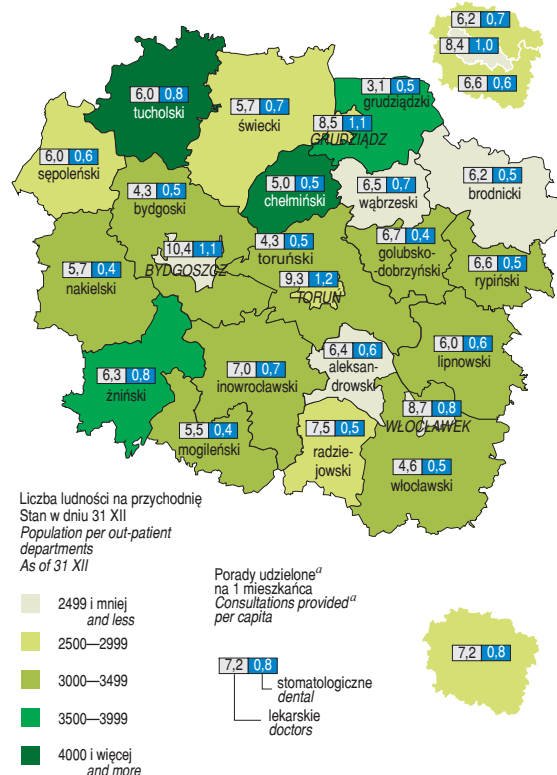 6,2 0,7
8,4 1,0
6,6 0,6
6,0 0,8
tucholski
5,7 0,7
świecki
3,1 0,5
grudziądzki
8,5 1,1
GRUDZIĄDZ
6,0 0,6
sępoleński
4,3 0,5
bydgoski
5,0 0,5
chełmiński
6,5 0,7
wąbrzeski
6,2 0,5
brodnicki
10,4 1,1
BYDGOSZCZ
4,3 0,5
toruński
6,7 0,4
golubsko-
dobrzyński
6,6 0,5
rypiński
5,7 0,4
nakielski
9,3 1,2
TORUŃ
6,3 0,8
żniński
7,0 0,7
inowrocławski
6,4 0,6
aleksan-
drowski
6,0 0,6
lipnowski
5,5 0,4
mogileński
7,5 0,5
radzie-
jowski
8,7 0,8
WŁOCŁAWEK
4,6 0,5
włocławski
Liczba ludności na przychodnię
Stan w dniu 31 XII
Population per out-patient
departments
As of 31 XII
2499 i mniej
and less
2500—2999
3000—3499
3500—3999
4000 i więcej
and more
Porady udzielone a
na 1 mieszkańca
Consultations provided a
per capita
7,2 0,8
stomatologiczne
dental
lekarskie
doctors
7,2 0,8